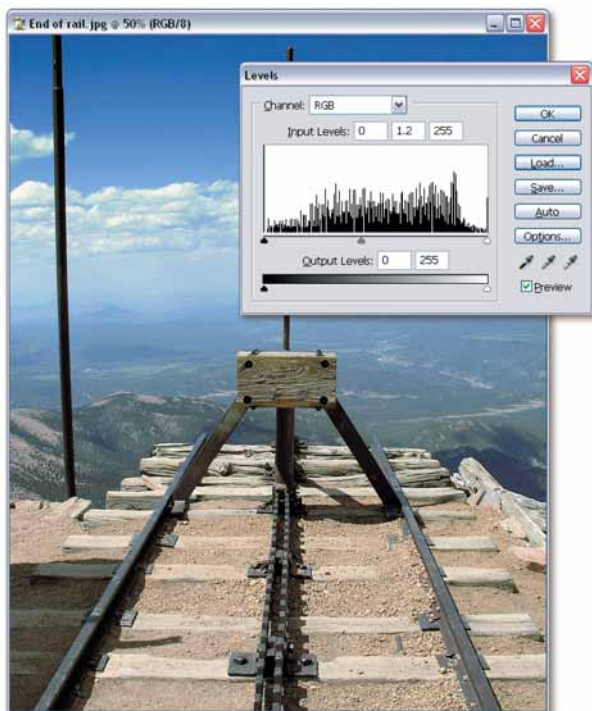 End of rail.jpg @ 50% (RGB/8)
Levels
Channel: RGB
OK
Input Levels: 0 1.2 255
Cancel
Load...
Save...
Auto
Options...
Output Levels: 0 255
Preview